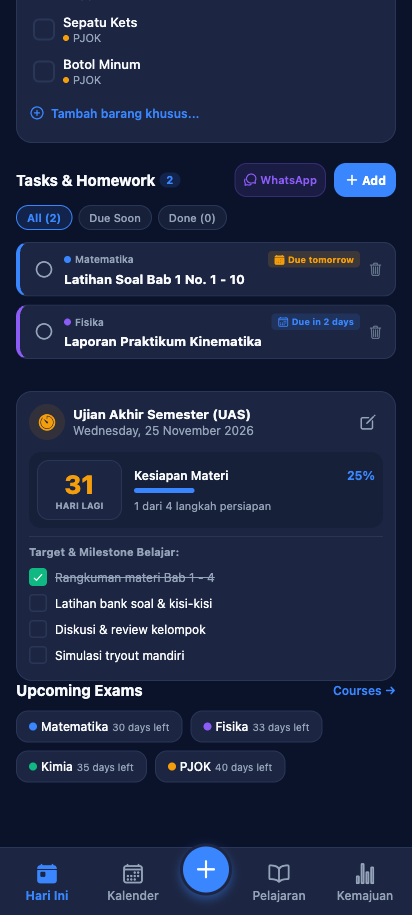 Sepatu Kets
PJOK
Botol Minum
PJOK
Tambah barang khusus...
Tasks & Homework 2
WhatsApp
+ Add
All (2)
Due Soon
Done (0)
Matematika
Due tomorrow
Latihan Soal Bab 1 No. 1 - 10
Fisika
Due in 2 days
Laporan Praktikum Kinematika
Ujian Akhir Semester (UAS)
Wednesday, 25 November 2026
31
HARI LAGI
Kesiapan Materi 25%
1 dari 4 langkah persiapan
Target & Milestone Belajar:
Rangkuman materi Bab 1 - 4
Latihan bank soal & kisi-kisi
Diskusi & review kelompok
Simulasi tryout mandiri
Upcoming Exams
Courses →
Matematika 30 days left
Fisika 33 days left
Kimia 35 days left
PJOK 40 days left
Hari Ini
Kalender
Pelajaran
Kemajuan